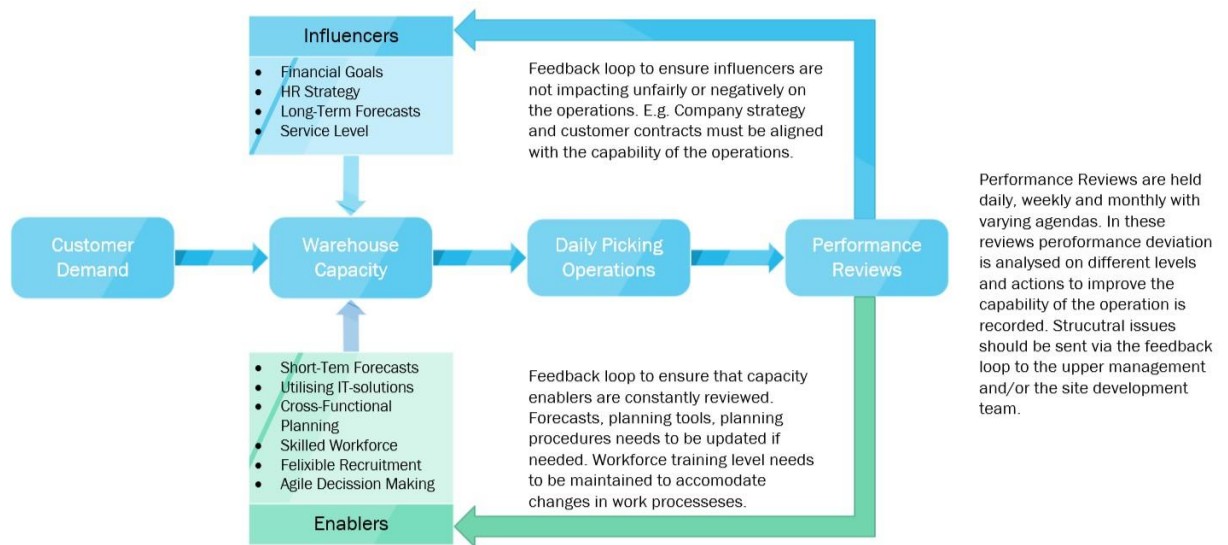 Influencers
• Financial Goals
• HR Strategy
• Long-Term Forecasts
• Service Level
Feedback loop to ensure influencers are
not impacting unfairly or negatively on
the operations. E.g. Company strategy
and customer contracts must be aligned
with the capability of the operations.
Customer
Demand
Warehouse
Capacity
Daily Picking
Operations
Performance
Reviews
Performance Reviews are held
daily, weekly and monthly with
varying agendas. In these
reviews peroformance deviation
is analysed on different levels
and actions to improve the
capability of the operation is
recorded. Strucutral issues
should be sent via the feedback
loop to the upper management
and/or the site development
team.
• Short-Tem Forecasts
• Utilising IT-solutions
• Cross-Functional
Planning
• Skilled Workforce
• Felixible Recruitment
• Agile Decission Making
Enablers
Feedback loop to ensure that capacity
enablers are constantly reviewed.
Forecasts, planning tools, planning
procedures needs to be updated if
needed. Workforce training level needs
to be maintained to accomodate
changes in work processeses.